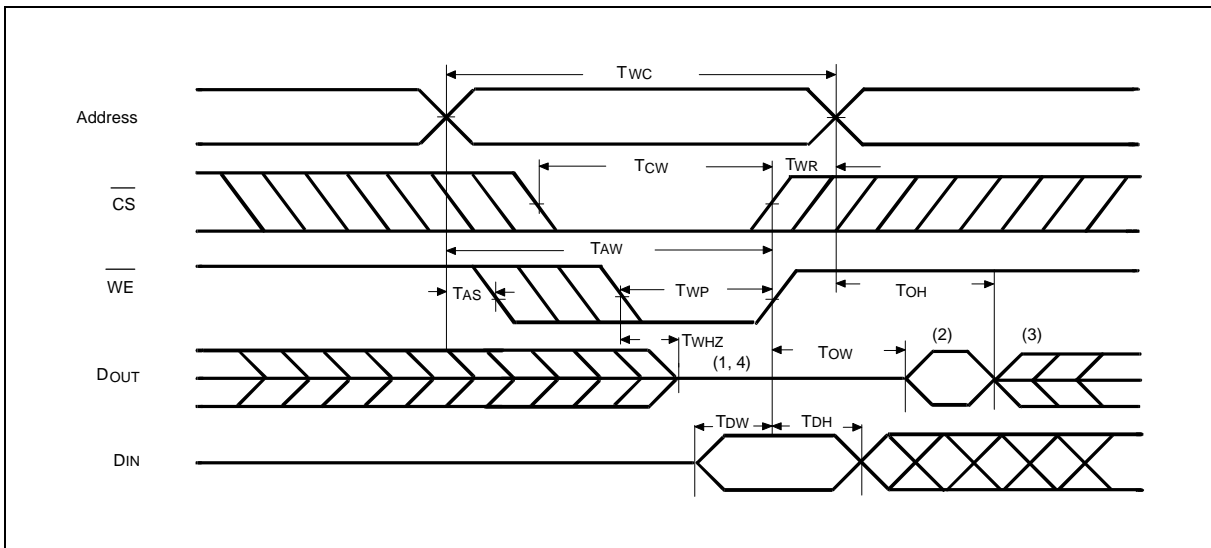 TWC
Address
TCW
TWR
CS
TAW
WE
TAS
TWP
TOH
TWHZ
(1, 4)
TOW
(2)
(3)
DOUT
TDW
TDH
DIN